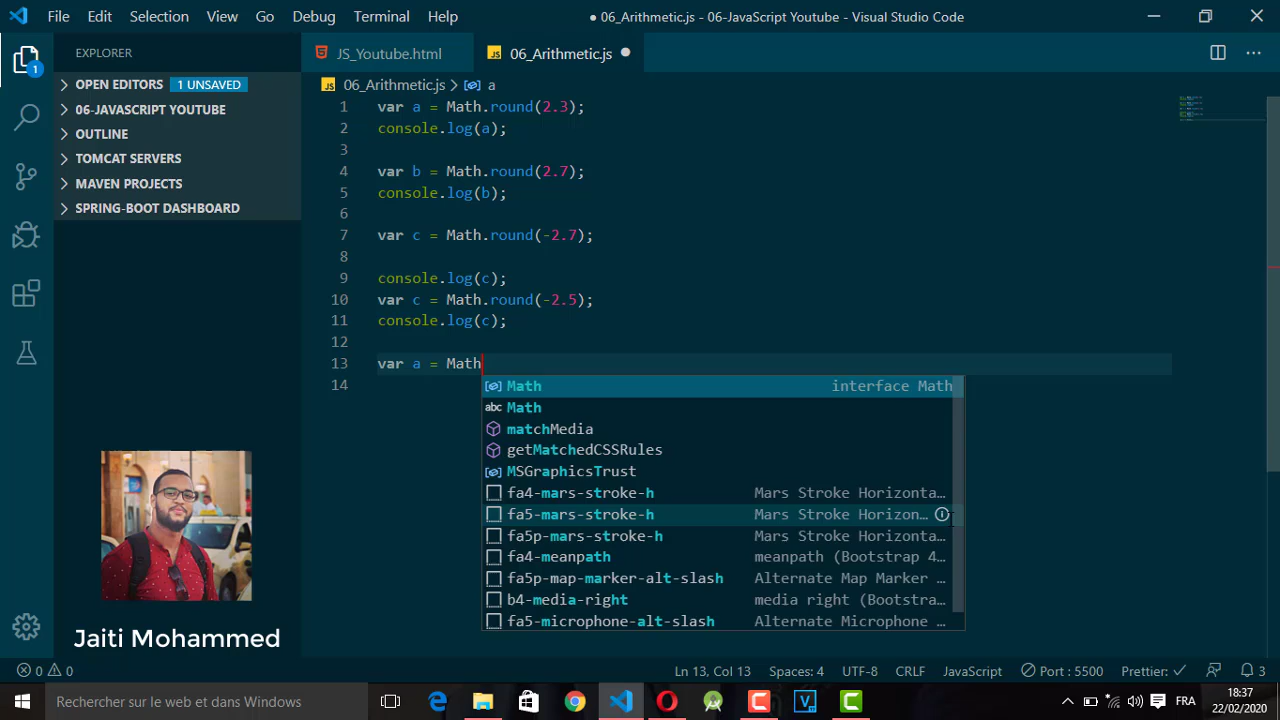 File Edit Selection View Go Debug Terminal Help
● 06_Arithmetic.js - 06-JavaScript Youtube - Visual Studio Code
EXPLORER
OPEN EDITORS 1 UNSAVED
06-JAVASCRIPT YOUTUBE
OUTLINE
TOMCAT SERVERS
MAVEN PROJECTS
SPRING-BOOT DASHBOARD
1
JS_Youtube.html
JS 06_Arithmetic.js
JS 06_Arithmetic.js > a
1 var a = Math.round(2.3);
2 console.log(a);
3
4 var b = Math.round(2.7);
5 console.log(b);
6
7 var c = Math.round(-2.7);
8
9 console.log(c);
10 var c = Math.round(-2.5);
11 console.log(c);
12
13 var a = Math
14
Math interface Math
abc Math
matchMedia
getMatchedCSSRules
MSGraphicsTrust
fa4-mars-stroke-h Mars Stroke Horizonta…
fa5-mars-stroke-h Mars Stroke Horizon…
fa5p-mars-stroke-h Mars Stroke Horizonta…
fa4-meanpath meanpath (Bootstrap 4…
fa5p-map-marker-alt-slash Alternate Map Marker …
b4-media-right media right (Bootstra…
fa5-microphone-alt-slash Alternate Microphone …
Jaiti Mohammed
0 0
Ln 13, Col 13 Spaces: 4 UTF-8 CRLF JavaScript Port : 5500 Prettier: ✓ 3
Rechercher sur le web et dans Windows
FRA
18:37
22/02/2020